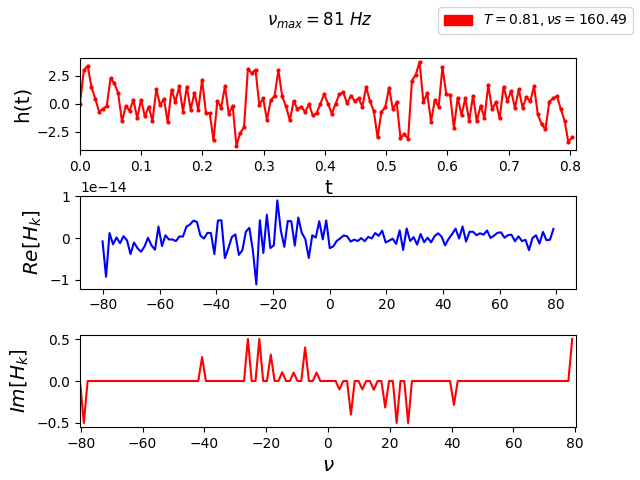 ν_max = 81 Hz
T = 0.81, νs = 160.49
h(t)
2.5
0.0
−2.5
0.0 0.1 0.2 0.3 0.4 0.5 0.6 0.7 0.8
t
1e−14
Re[H_k]
1
0
−1
−80 −60 −40 −20 0 20 40 60 80
Im[H_k]
0.5
0.0
−0.5
−80 −60 −40 −20 0 20 40 60 80
ν